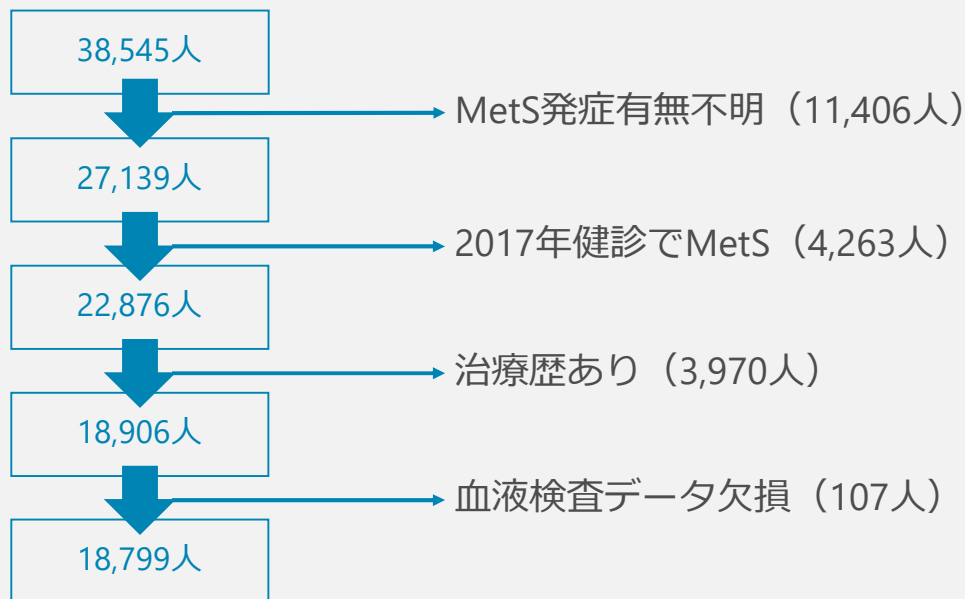 38,545人
MetS発症有無不明（11,406人）
27,139人
2017年健診でMetS（4,263人）
22,876人
治療歴あり（3,970人）
18,906人
血液検査データ欠損（107人）
18,799人